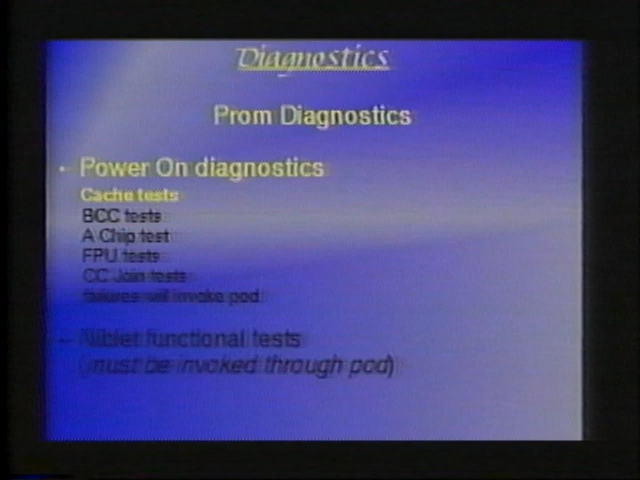 Diagnostics
Prom Diagnostics
- Power On diagnostics
Cache tests
BCC tests
A Chip test
FPU tests
CC Join tests
failures will invoke pod
- Niblet functional tests
(must be invoked through pod)